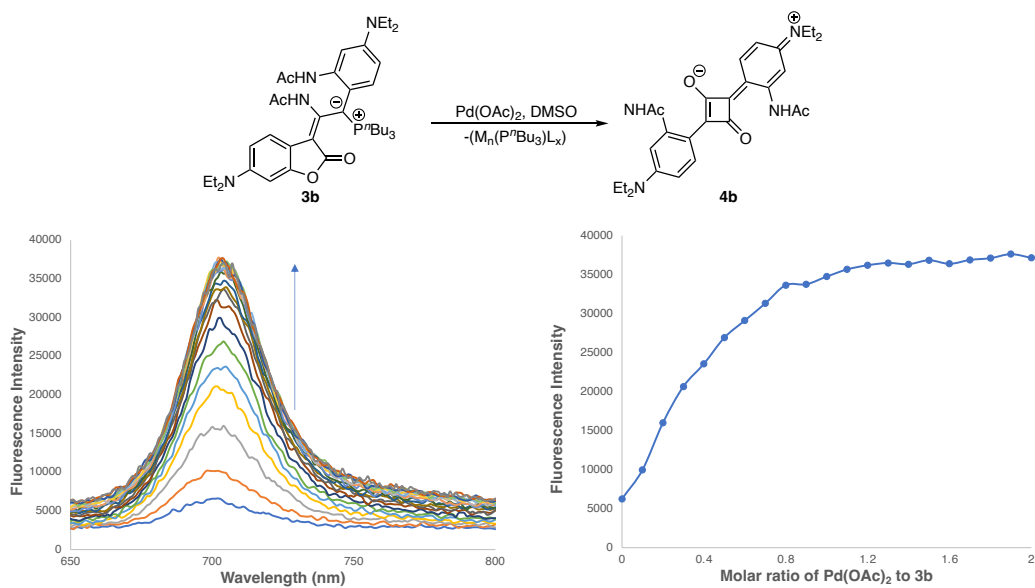 NEt₂
AcHN
AcHN
⊖
⊕
PⁿBu₃
O
O
Et₂N
3b
Pd(OAc)₂, DMSO
-(Mₙ(PⁿBu₃)Lₓ)
⊕
NEt₂
⊖
O
NHAc
NHAc
O
Et₂N
4b
40000
35000
30000
25000
20000
15000
10000
5000
0
650
700
750
800
Fluorescence Intensity
Wavelength (nm)
40000
35000
30000
25000
20000
15000
10000
5000
0
0
0.4
0.8
1.2
1.6
2
Fluorescence Intensity
Molar ratio of Pd(OAc)₂ to 3b